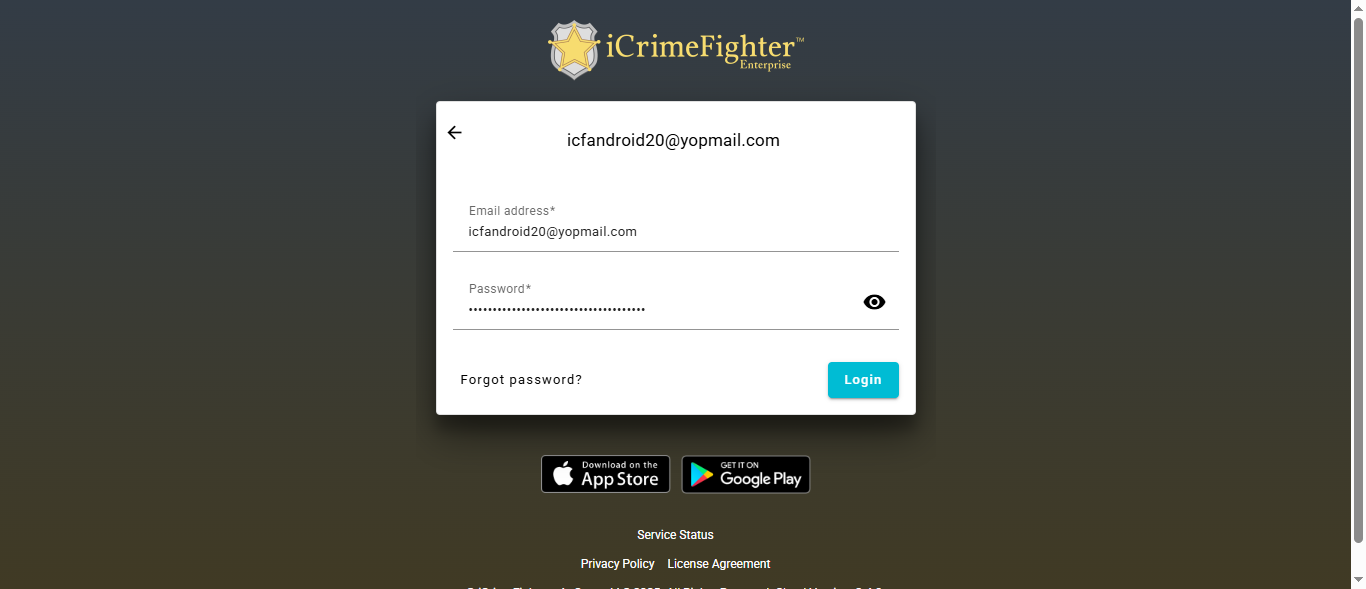 iCrimeFighter™
Enterprise
icfandroid20@yopmail.com
Email address*
icfandroid20@yopmail.com
Password*
••••••••••••••••••••••••••••••••••••
Forgot password?
Login
Download on the
App Store
GET IT ON
Google Play
Service Status
Privacy Policy License Agreement